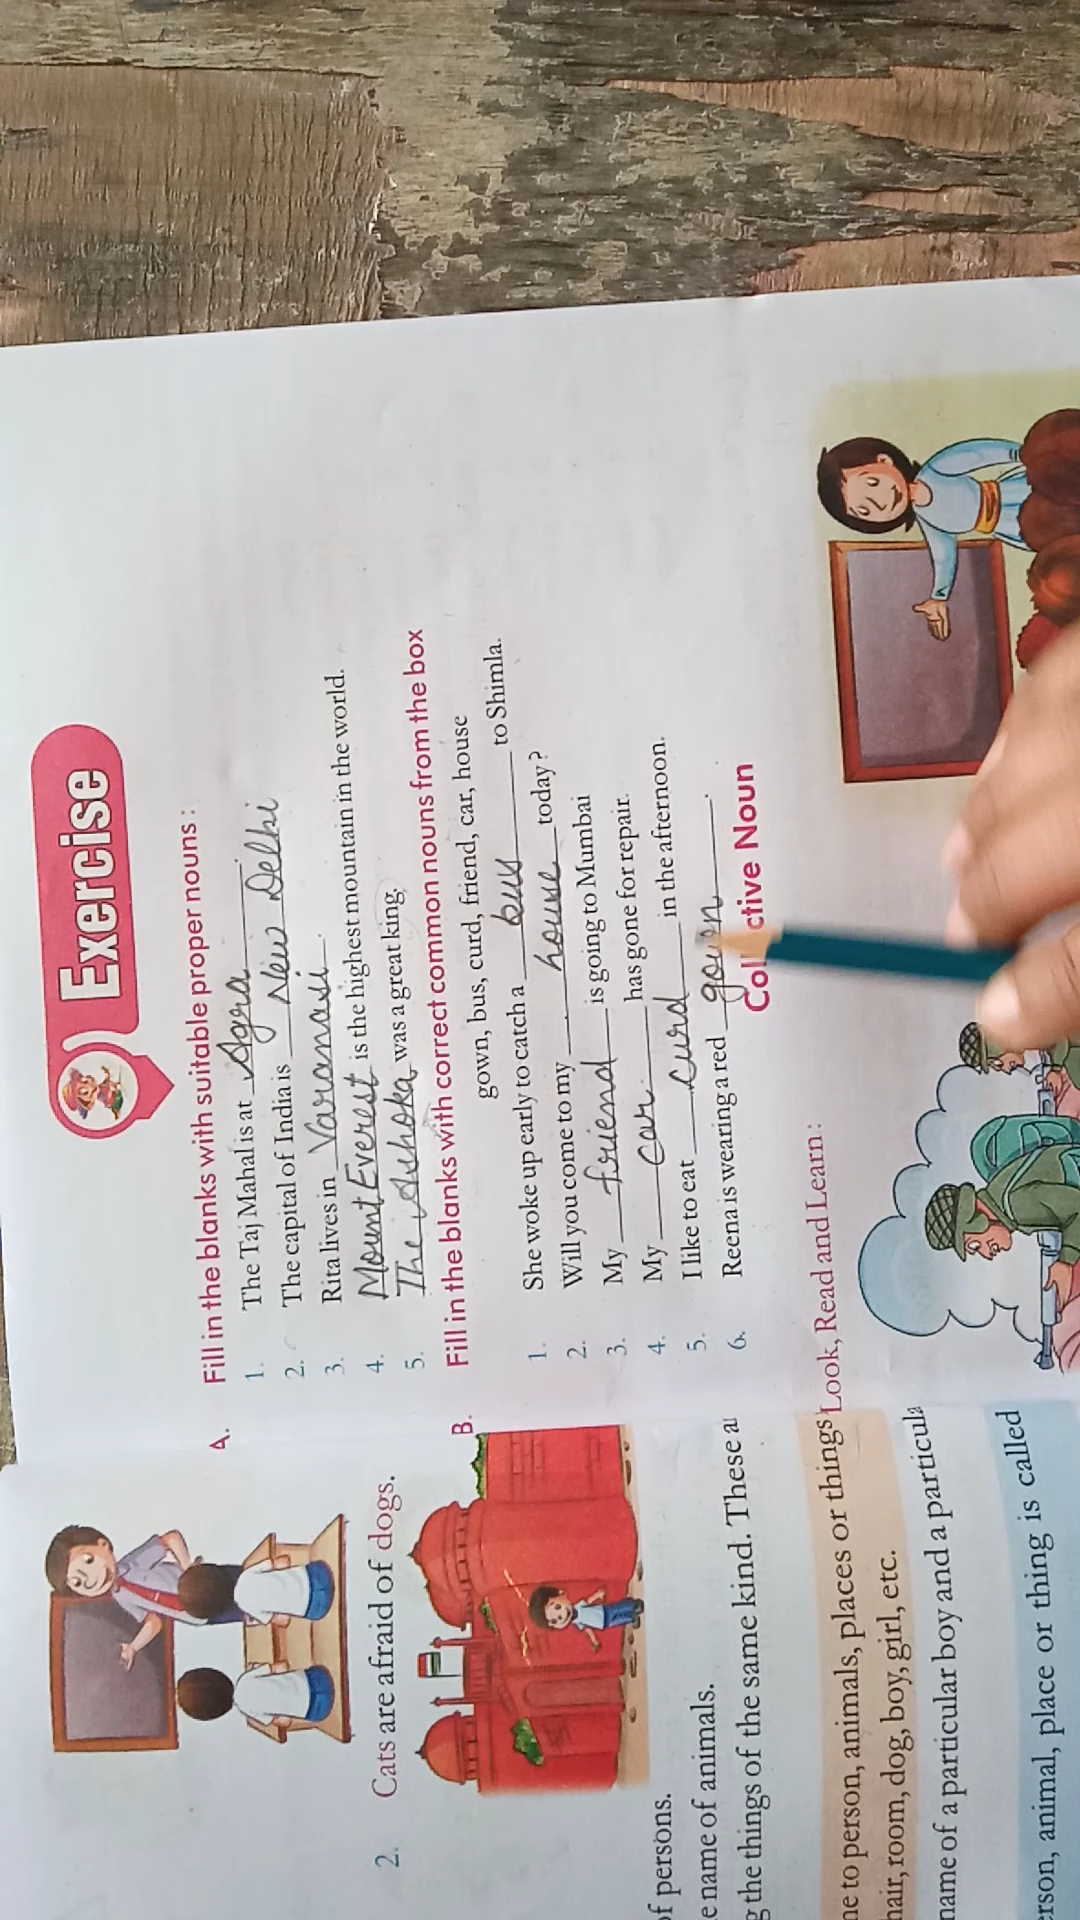 Exercise
A. Fill in the blanks with suitable proper nouns :
1. The Taj Mahal is at Agra
2. The capital of India is New Delhi
3. Rita lives in Varanasi.
4. Mount Everest is the highest mountain in the world.
5. The Ashoka was a great king.
B. Fill in the blanks with correct common nouns from the box
gown, bus, curd, friend, car, house
1. She woke up early to catch a bus to Shimla.
2. Will you come to my house today?
3. My friend is going to Mumbai
4. My car has gone for repair.
5. I like to eat curd in the afternoon.
6. Reena is wearing a red gown.
Noun
Look, Read and Learn :
2. Cats are afraid of dogs.
of persons.
name of animals.
the things of the same kind. These
to person, animals, places or things
room, dog, boy, girl, etc.
name of a particular boy and a
animal, place or thing is called